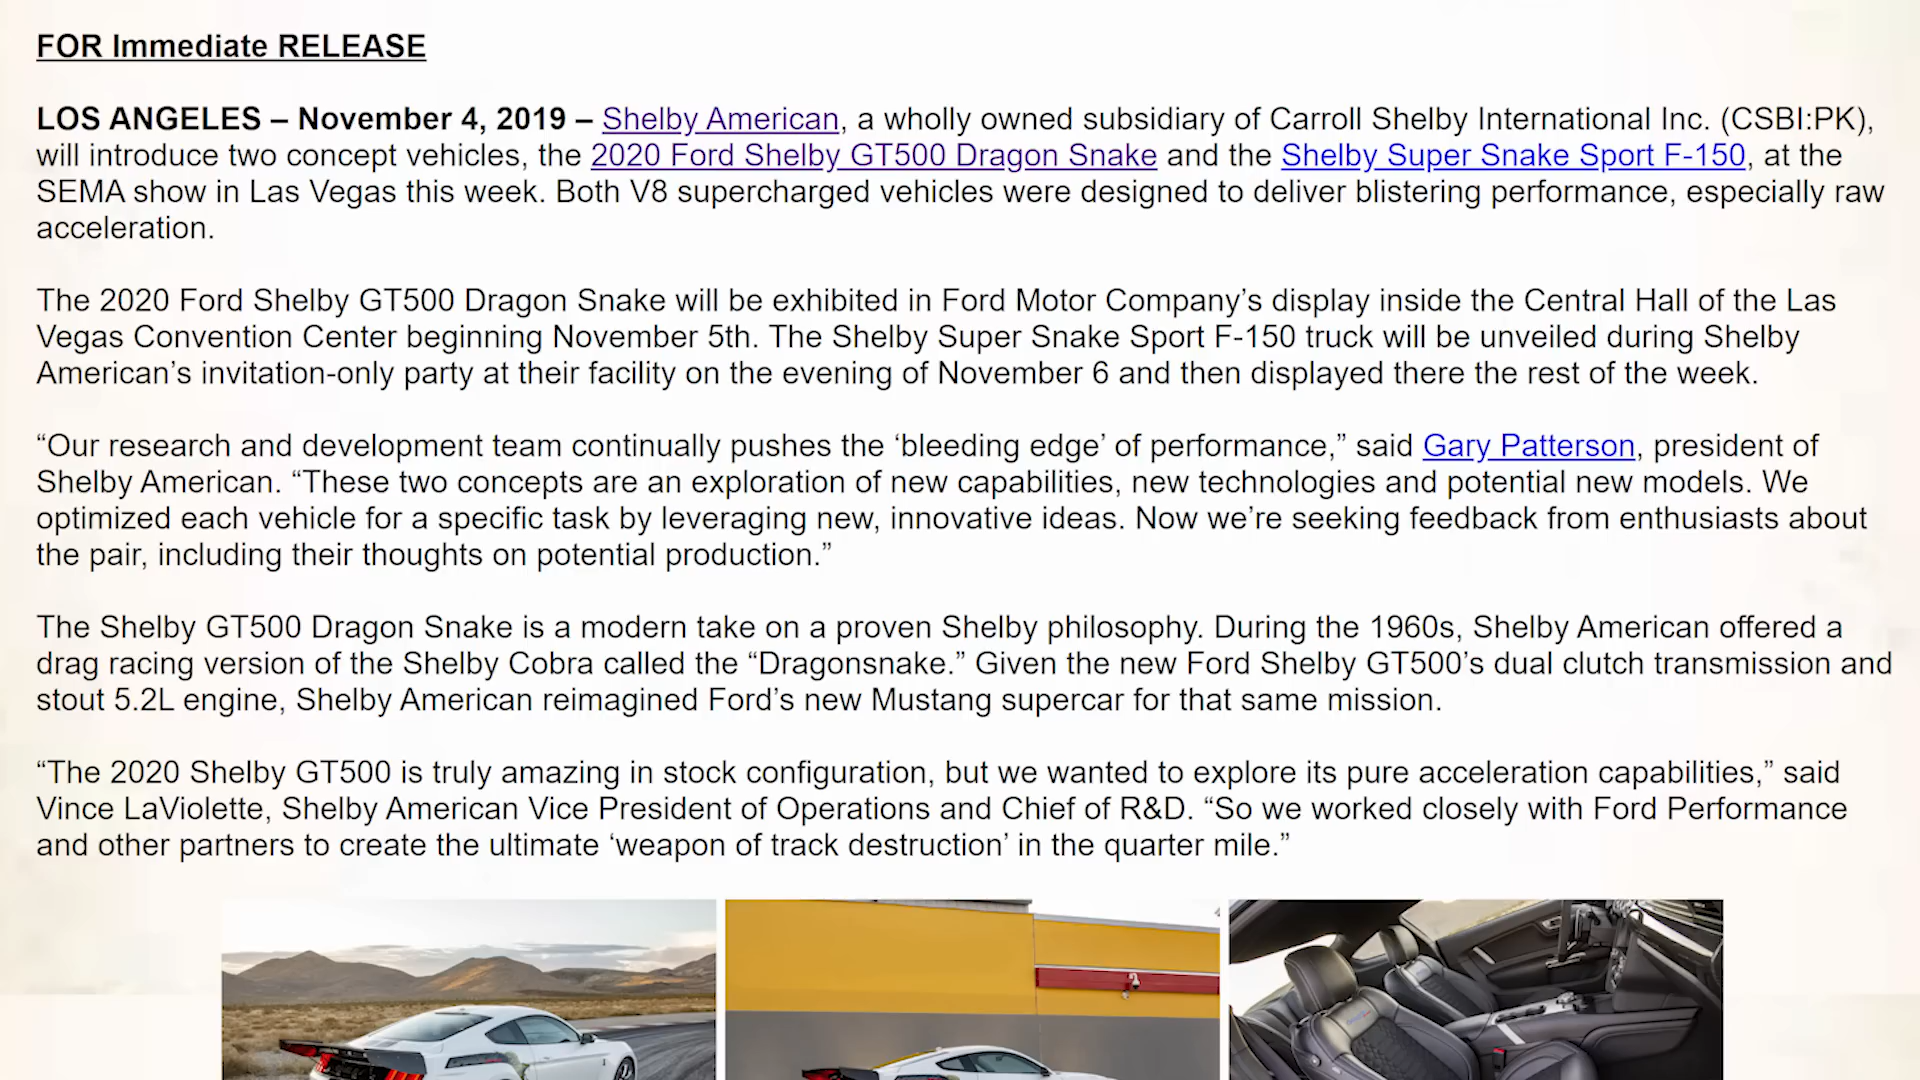 FOR Immediate RELEASE
LOS ANGELES – November 4, 2019 – Shelby American, a wholly owned subsidiary of Carroll Shelby International Inc. (CSBI:PK),
will introduce two concept vehicles, the 2020 Ford Shelby GT500 Dragon Snake and the Shelby Super Snake Sport F-150, at the
SEMA show in Las Vegas this week. Both V8 supercharged vehicles were designed to deliver blistering performance, especially raw
acceleration.
The 2020 Ford Shelby GT500 Dragon Snake will be exhibited in Ford Motor Company’s display inside the Central Hall of the Las
Vegas Convention Center beginning November 5th. The Shelby Super Snake Sport F-150 truck will be unveiled during Shelby
American’s invitation-only party at their facility on the evening of November 6 and then displayed there the rest of the week.
“Our research and development team continually pushes the ‘bleeding edge’ of performance,” said Gary Patterson, president of
Shelby American. “These two concepts are an exploration of new capabilities, new technologies and potential new models. We
optimized each vehicle for a specific task by leveraging new, innovative ideas. Now we’re seeking feedback from enthusiasts about
the pair, including their thoughts on potential production.”
The Shelby GT500 Dragon Snake is a modern take on a proven Shelby philosophy. During the 1960s, Shelby American offered a
drag racing version of the Shelby Cobra called the “Dragonsnake.” Given the new Ford Shelby GT500’s dual clutch transmission and
stout 5.2L engine, Shelby American reimagined Ford’s new Mustang supercar for that same mission.
“The 2020 Shelby GT500 is truly amazing in stock configuration, but we wanted to explore its pure acceleration capabilities,” said
Vince LaViolette, Shelby American Vice President of Operations and Chief of R&D. “So we worked closely with Ford Performance
and other partners to create the ultimate ‘weapon of track destruction’ in the quarter mile.”